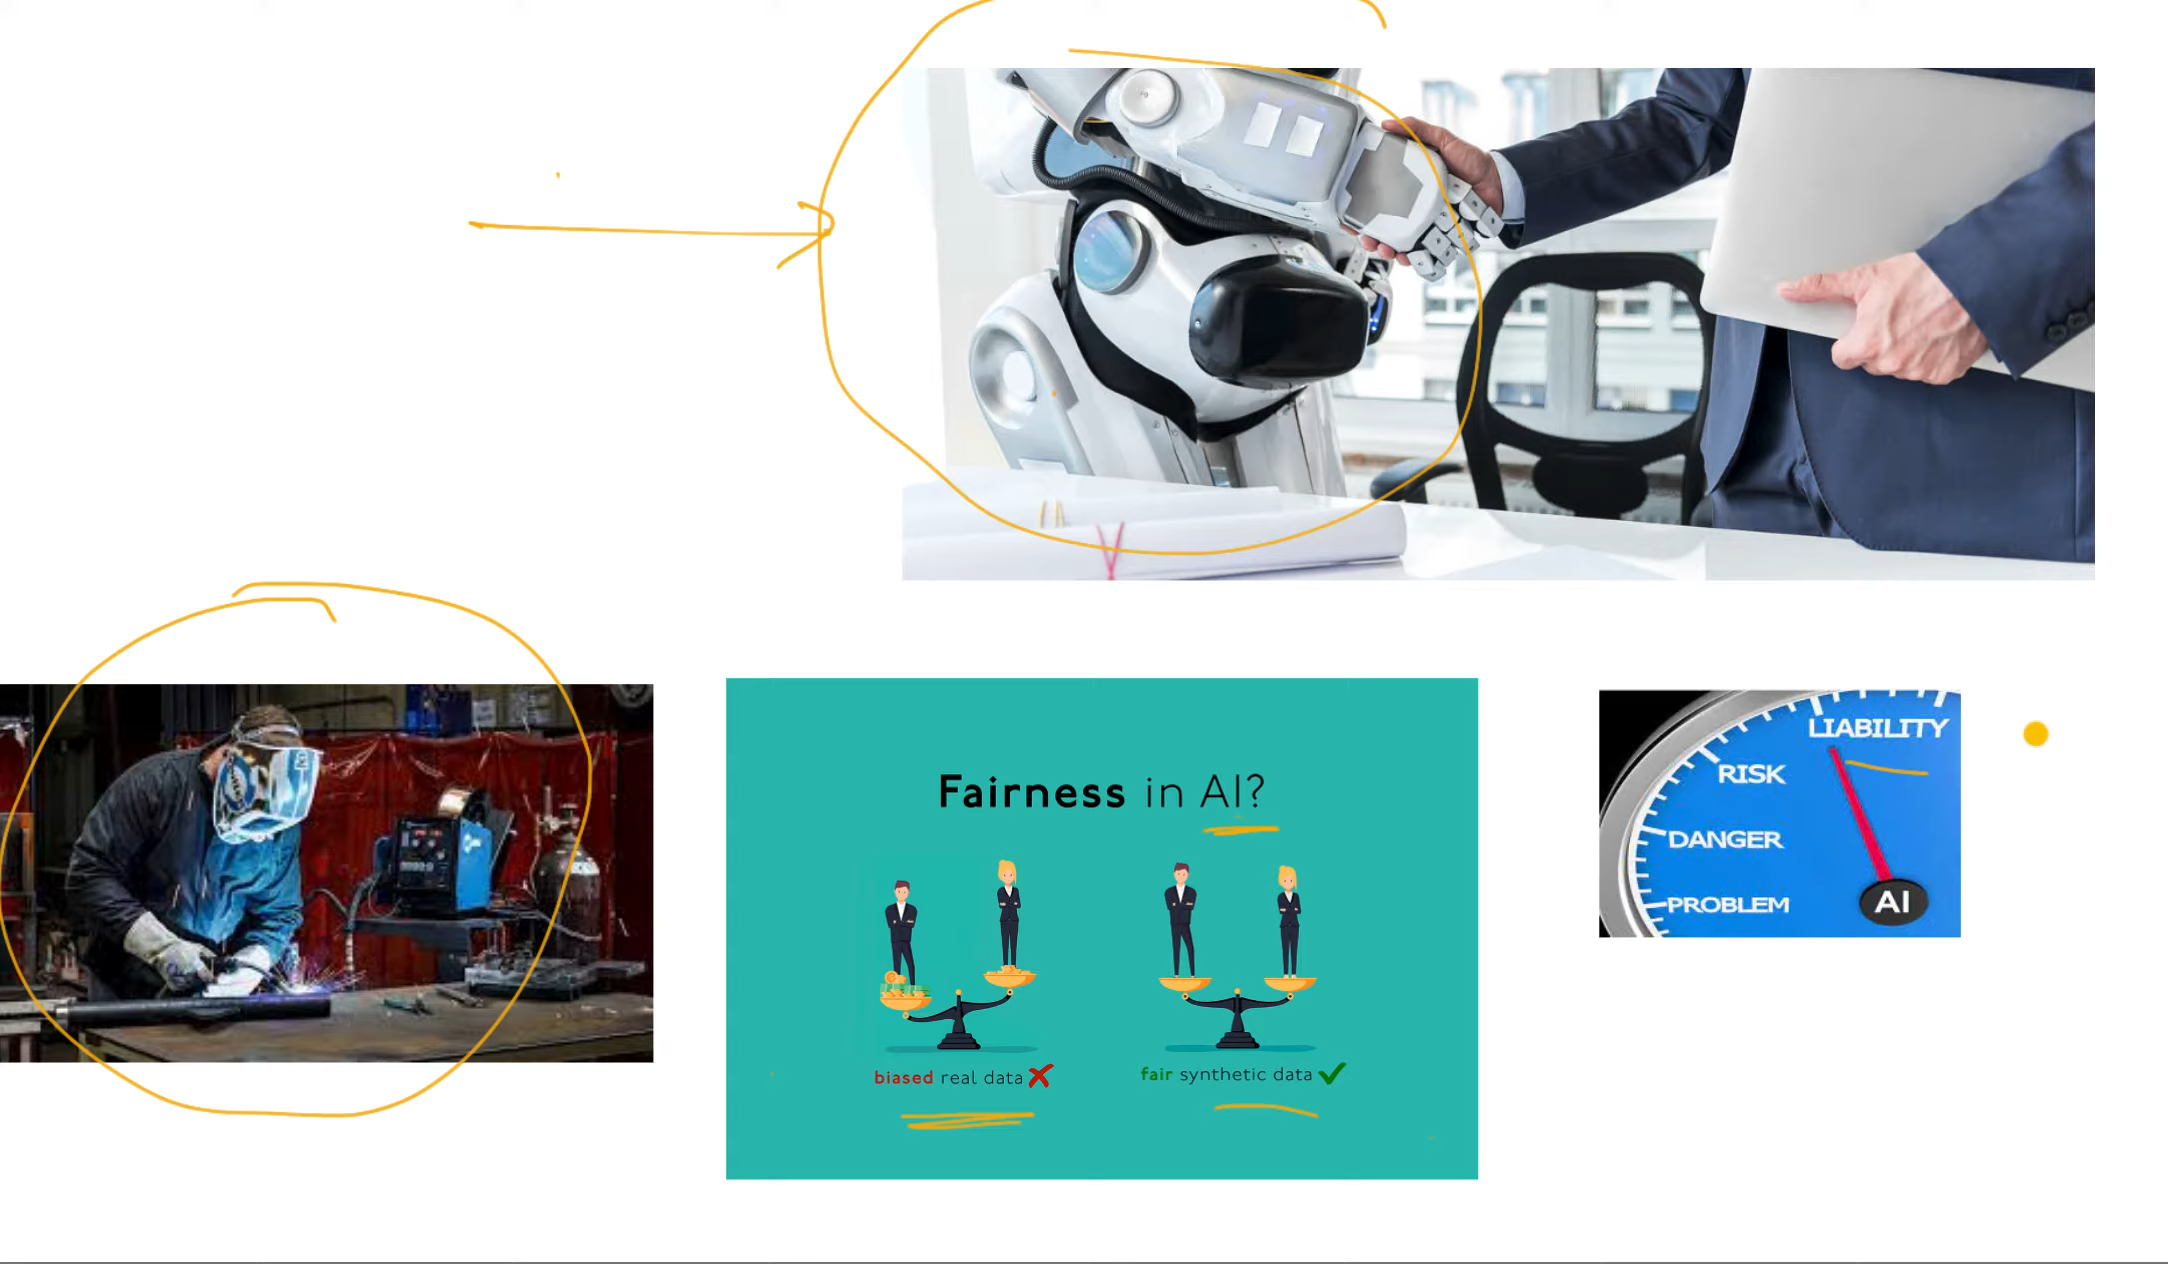 Fairness in AI?
biased real data
fair synthetic data
LIABILITY
RISK
DANGER
PROBLEM
AI